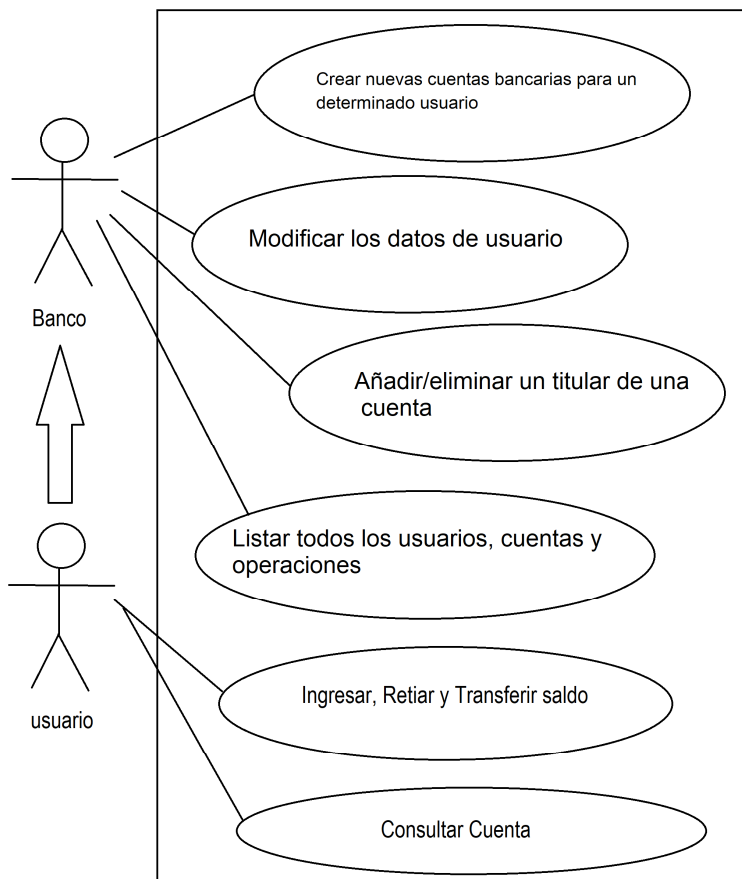 Crear nuevas cuentas bancarias para un
determinado usuario
Modificar los datos de usuario
Banco
Añadir/eliminar un titular de una
cuenta
Listar todos los usuarios, cuentas y
operaciones
Ingresar, Retiar y Transferir saldo
usuario
Consultar Cuenta